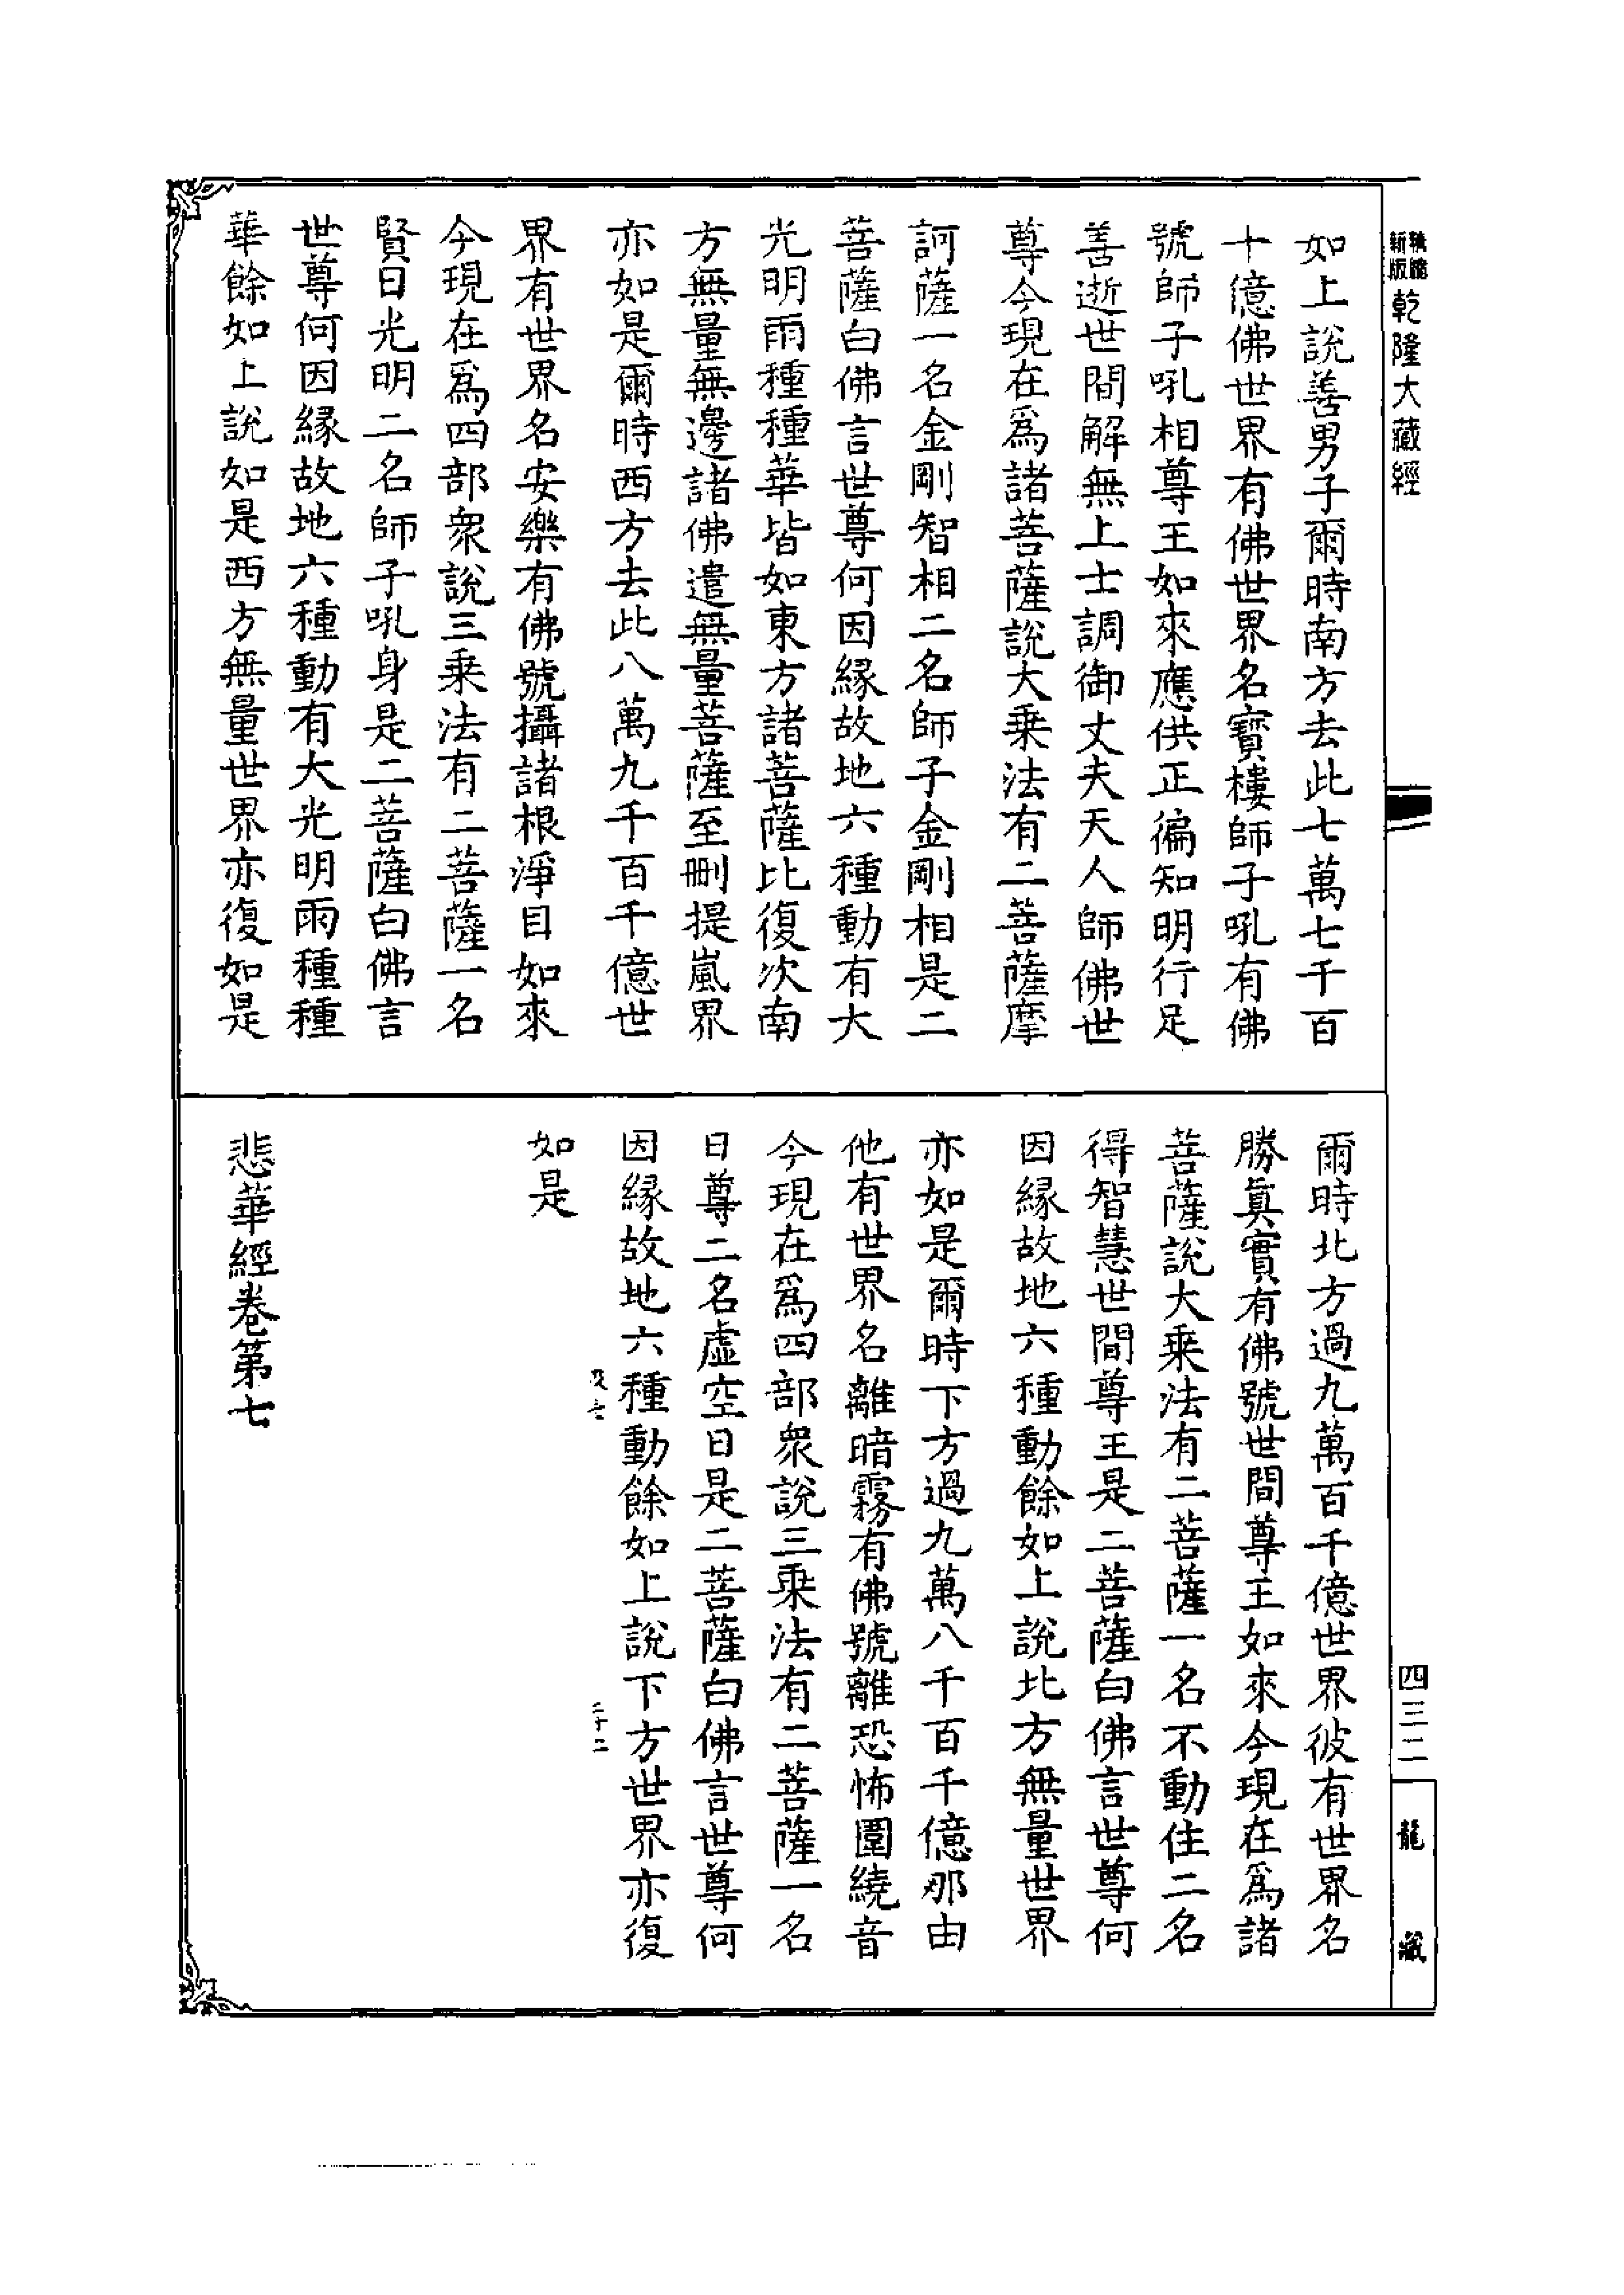 新版
乾隆大藏經
如上說善男子爾時南方去此七萬七千百
十億佛世界有佛世界名寶樓師子吼有佛
號師子吼相尊王如來應供正徧知明行足
善逝世間解無上士調御丈夫天人師佛世
尊今現在爲諸菩薩說大乘法有二菩薩摩
訶薩一名金剛智相二名師子金剛相是二
菩薩白佛言世尊何因緣故地六種動有大
光明雨種種華皆如東方諸菩薩比復次南
方無量無邊諸佛遣無量菩薩至刪提嵐界
亦如是爾時西方去此八萬九千百千億世
界有世界名安樂有佛號攝諸根淨目如來
今現在爲四部衆說三乘法有二菩薩一名
賢日光明二名師子吼身是二菩薩白佛言
世尊何因緣故地六種動有大光明雨種種
華餘如上說如是西方無量世界亦復如是
爾時北方過九萬百千億世界彼有世界名
勝真實有佛號世間尊王如來今現在爲諸
菩薩說大乘法有二菩薩一名不動住二名
得智慧世間尊王是二菩薩白佛言世尊何
因緣故地六種動餘如上說北方無量世界
亦如是爾時下方過九萬八千百千億那由
他有世界名離暗霧有佛號離恐怖圍繞音
今現在爲四部衆說三乘法有二菩薩一名
日尊二名虛空日是二菩薩白佛言世尊何
因緣故地六種動餘如上說下方世界亦復
如是
悲華經卷第七
四三二
龍藏